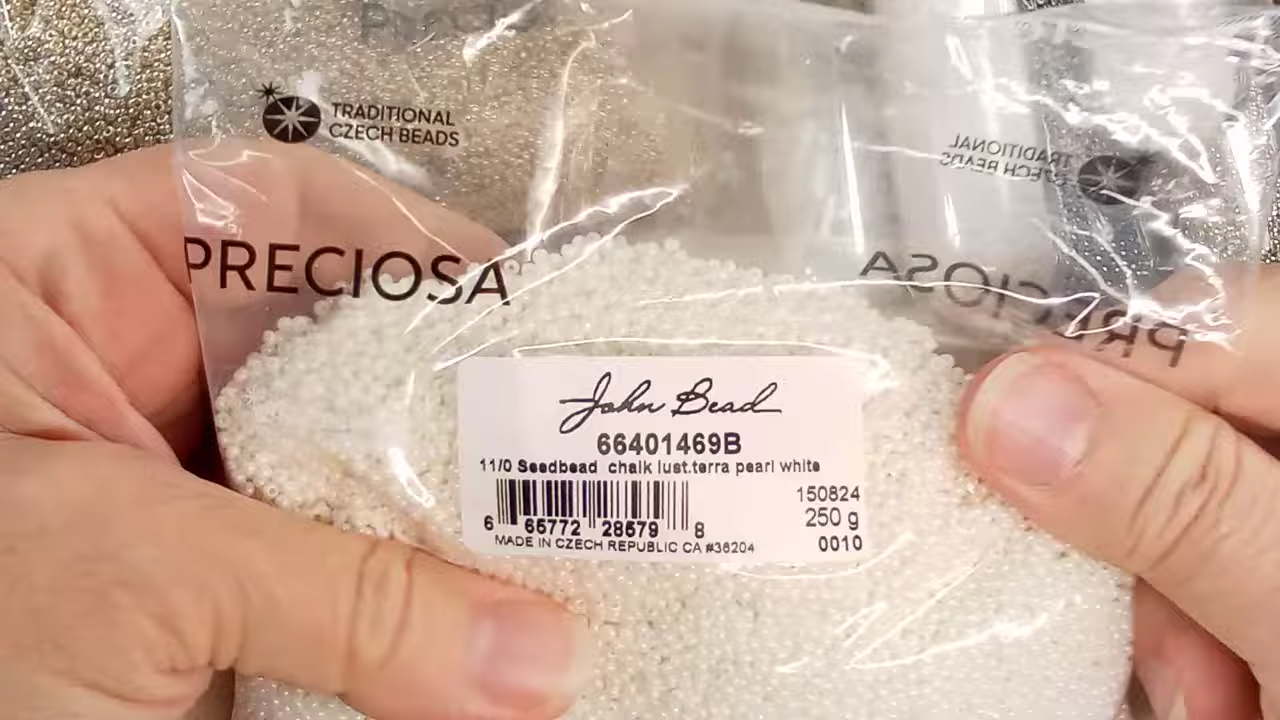 TRADITIONAL
CZECH BEADS
TRADITIONAL
CZECH BEADS
PRECIOSA
PRECIOSA
John Bead
66401469B
11/0 Seedbead chalk lust.terra pearl white
150824
250 g
6 65772 28579 8
MADE IN CZECH REPUBLIC CA #36204
0010